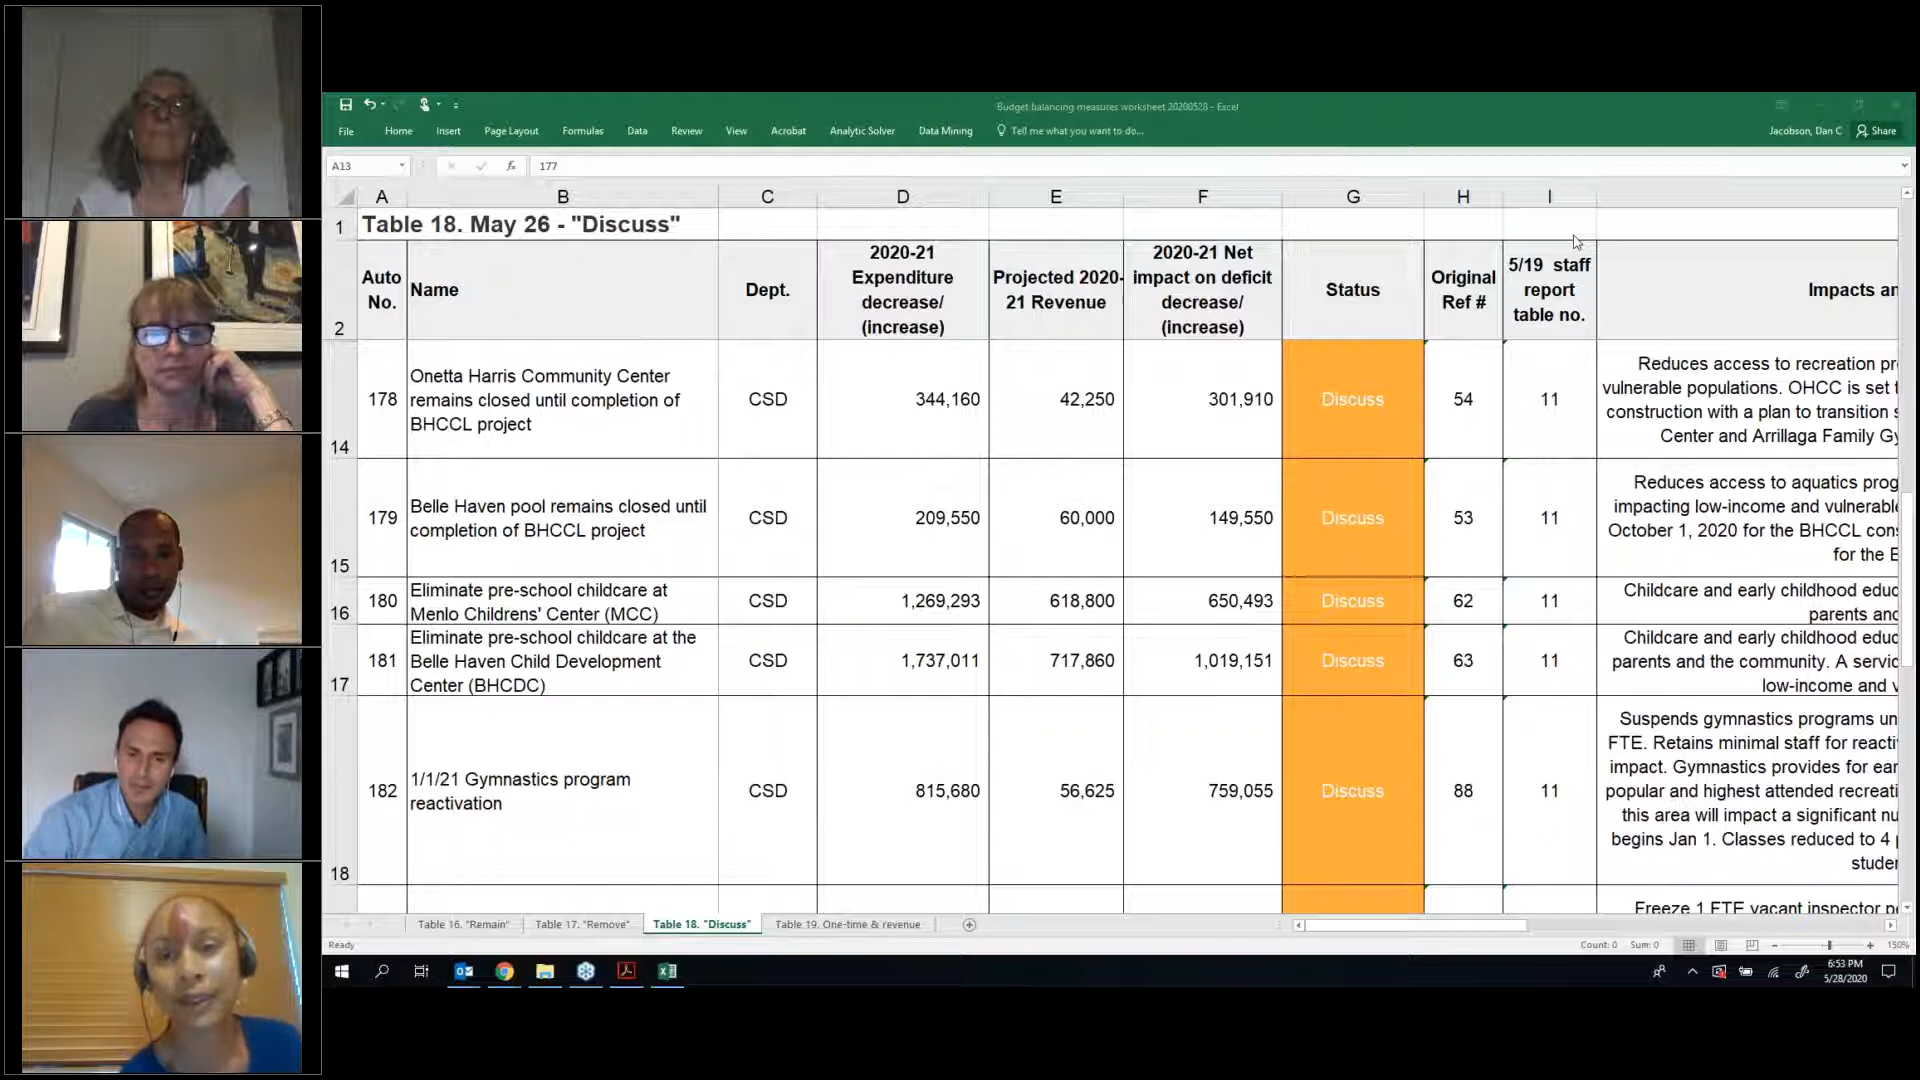 Budget balancing measures worksheet 20200528 - Excel
File Home Insert Page Layout Formulas Data Review View Acrobat Analytic Solver Data Mining Tell me what you want to do... Jacobson, Dan C Share
A13 fx 177
A B C D E F G H I
1 Table 18. May 26 - "Discuss"
2
Auto
No.
Name
Dept.
2020-21
Expenditure
decrease/
(increase)
Projected 2020-
21 Revenue
2020-21 Net
impact on deficit
decrease/
(increase)
Status
Original
Ref #
5/19 staff
report
table no.
Impacts an
14
178
Onetta Harris Community Center
remains closed until completion of
BHCCL project
CSD 344,160 42,250 301,910 Discuss 54 11
Reduces access to recreation pr
vulnerable populations. OHCC is set t
construction with a plan to transition s
Center and Arrillaga Family Gy
15
179
Belle Haven pool remains closed until
completion of BHCCL project
CSD 209,550 60,000 149,550 Discuss 53 11
Reduces access to aquatics prog
impacting low-income and vulnerable
October 1, 2020 for the BHCCL cons
for the B
16
180
Eliminate pre-school childcare at
Menlo Childrens' Center (MCC)
CSD 1,269,293 618,800 650,493 Discuss 62 11
Childcare and early childhood educ
parents and
17
181
Eliminate pre-school childcare at the
Belle Haven Child Development
Center (BHCDC)
CSD 1,737,011 717,860 1,019,151 Discuss 63 11
Childcare and early childhood educ
parents and the community. A servic
low-income and v
18
182
1/1/21 Gymnastics program
reactivation
CSD 815,680 56,625 759,055 Discuss 88 11
Suspends gymnastics programs un
FTE. Retains minimal staff for reacti
impact. Gymnastics provides for ear
popular and highest attended recreati
this area will impact a significant nu
begins Jan 1. Classes reduced to 4 p
studen
Freeze 1 FTE vacant inspector po
Table 16. "Remain" Table 17. "Remove" Table 18. "Discuss" Table 19. One-time & revenue
Ready Count: 0 Sum: 0 150%
6:53 PM
5/28/2020